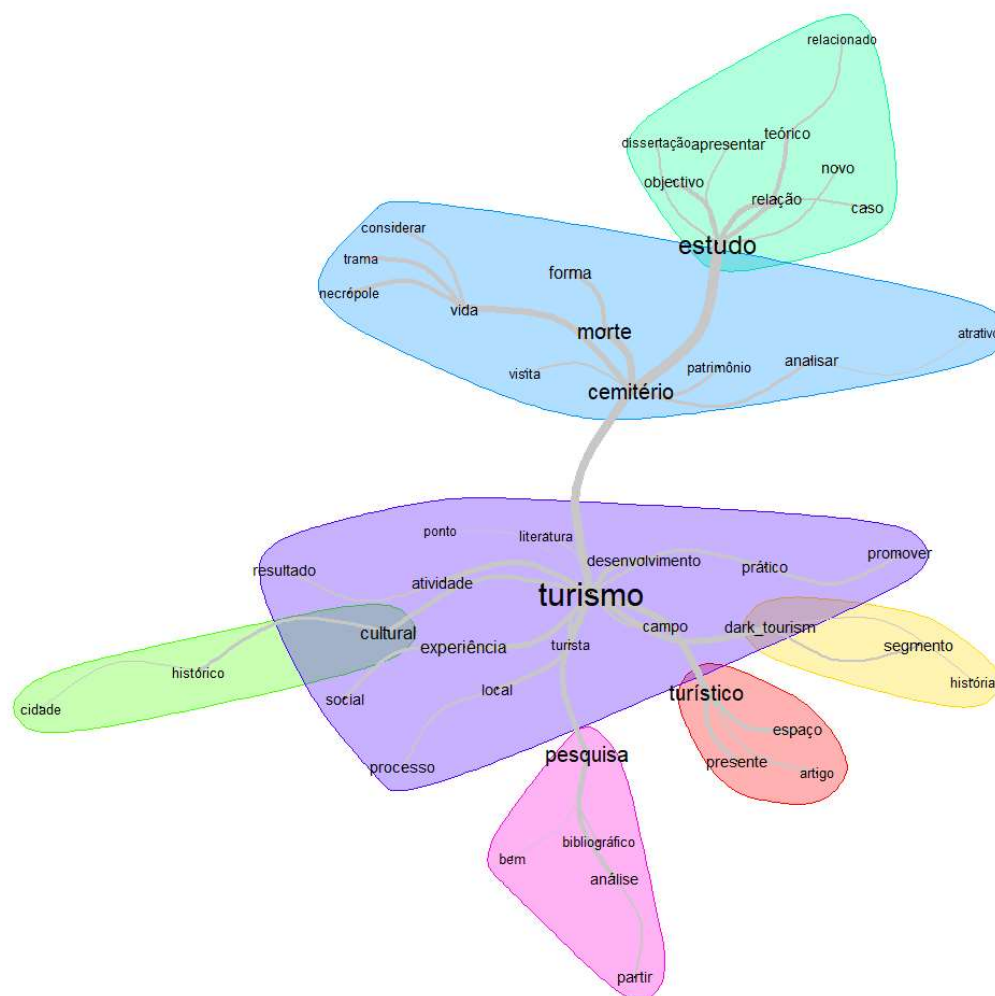 relacionado
teórico
dissertação
apresentar
novo
objectivo
relação
caso
estudo
considerar
trama
forma
necrópole
vida
morte
atrativo
analisar
patrimônio
visita
cemitério
ponto
literatura
promover
desenvolvimento
prático
resultado
atividade
turismo
cultural
campo
dark_tourism
experiência
turista
segmento
histórico
história
local
turístico
social
cidade
espaço
pesquisa
presente
processo
artigo
bibliográfico
bem
análise
partir